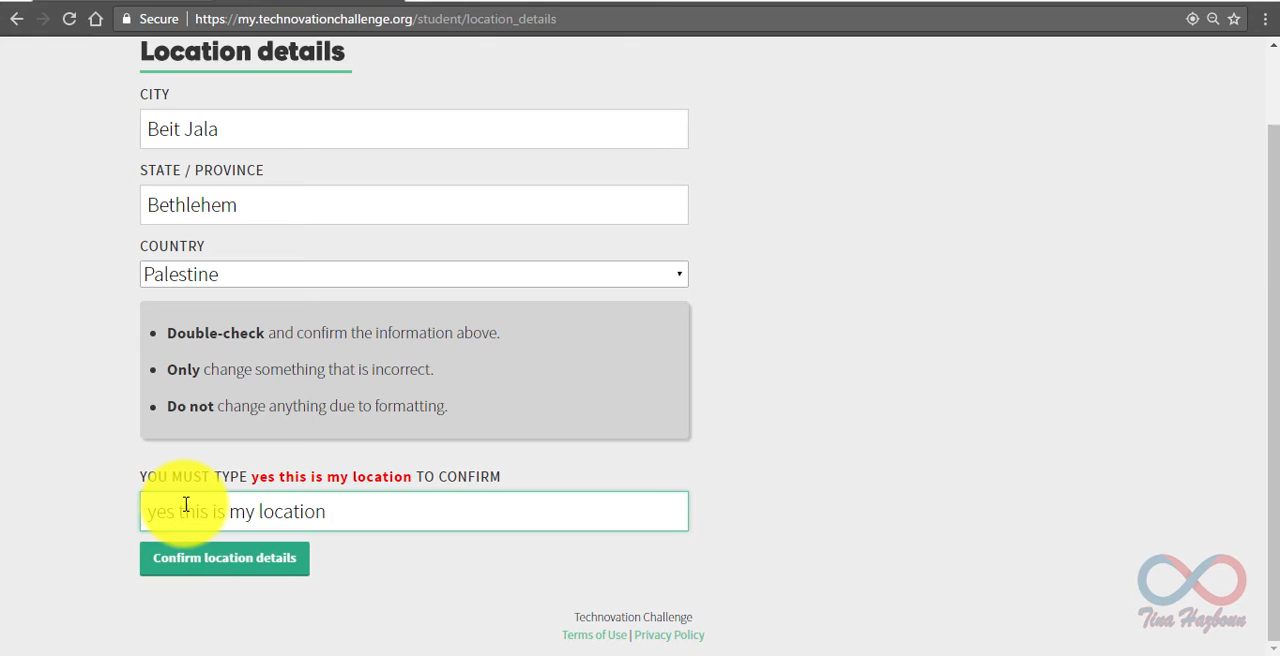 Secure | https://my.technovationchallenge.org/student/location_details
Location details
CITY
Beit Jala
STATE / PROVINCE
Bethlehem
COUNTRY
Palestine
Double-check and confirm the information above.
Only change something that is incorrect.
Do not change anything due to formatting.
YOU MUST TYPE yes this is my location TO CONFIRM
yes this is my location
Confirm location details
Technovation Challenge
Terms of Use | Privacy Policy
Tina Hazboun